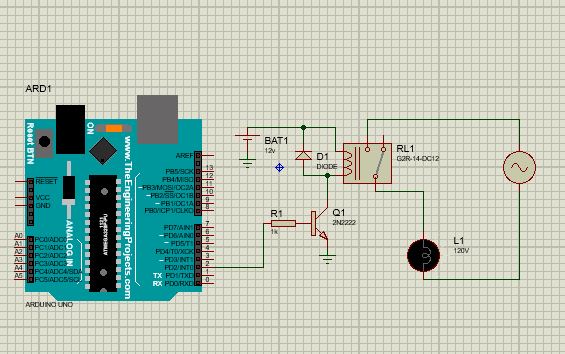 ARD1
Reset BTN
ON
www.TheEngineeringProjects.com
ANALOG IN
RESET
VCC
GND
A0
A1
A2
A3
A4
A5
PC0/ADC0
PC1/ADC1
PC2/ADC2
PC3/ADC3
PC4/ADC4/SDA
PC5/ADC5/SCL
AREF
PB5/SCK
PB4/MISO
PB3/MOSI/OC2A
PB2/SS/OC1B
PB1/OC1A
PB0/ICP1/CLKO
13
12
11
10
9
8
PD7/AIN1
PD6/AIN0
PD5/T1
PD4/T0/XCK
PD3/INT1
PD2/INT0
TX PD1/TXD
RX PD0/RXD
7
6
5
4
3
2
1
0
ARDUINO UNO
BAT1
12v
D1
DIODE
RL1
G2R-14-DC12
R1
1k
Q1
2N2222
L1
120V